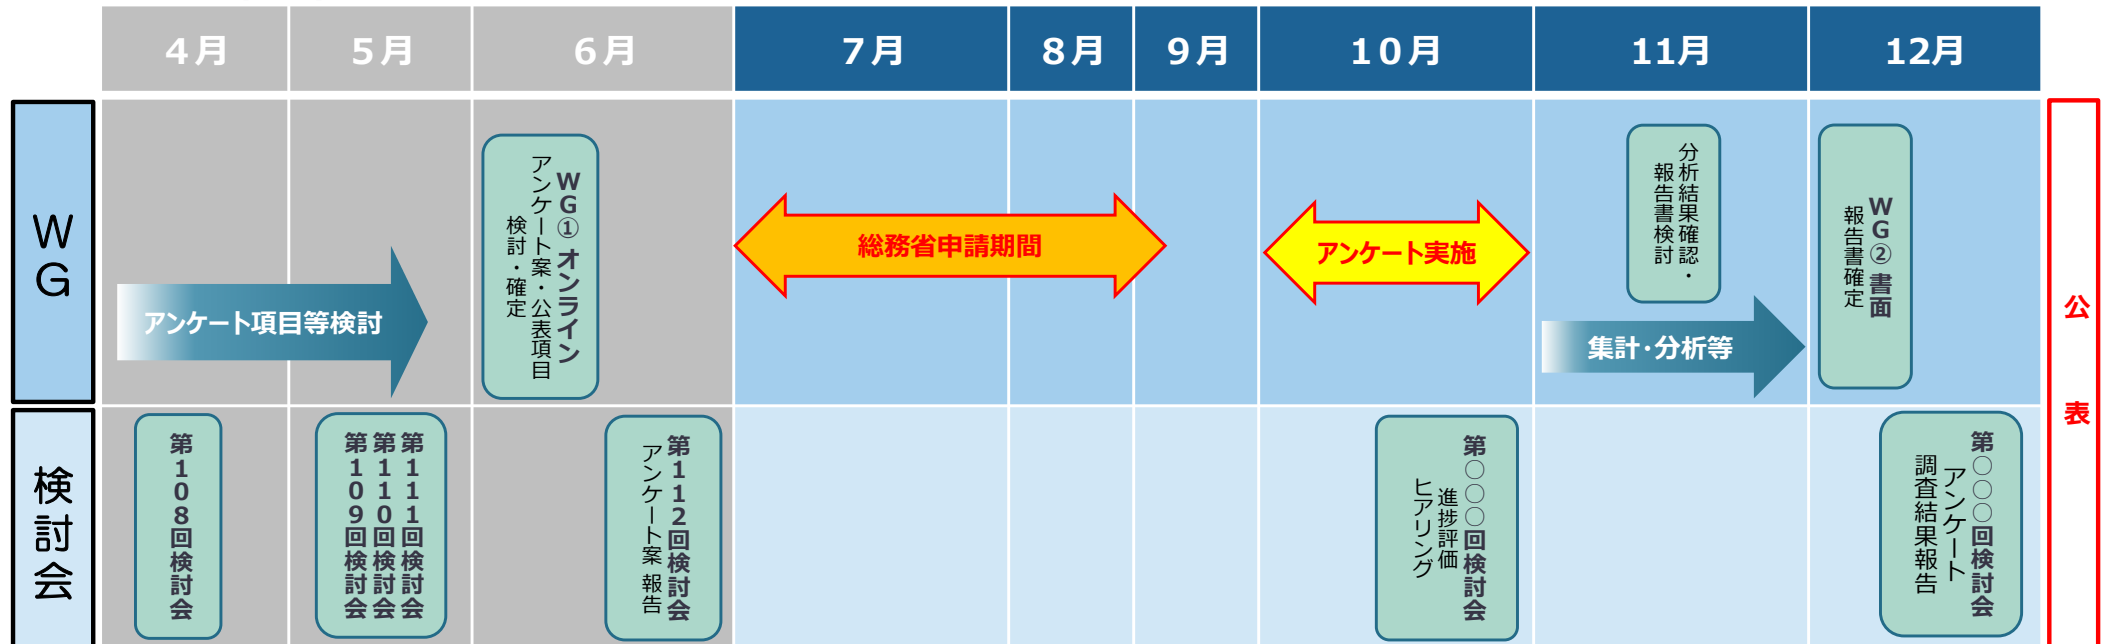 ４月
５月
６月
７月
８月
９月
１０月
11月
12月
ＷＧ
アンケート項目等検討
ＷＧ① オンライン
アンケート案・公表項目
検討・確定
総務省申請期間
アンケート実施
分析結果確認・
報告書検討
集計・分析等
ＷＧ② 書面
報告書確定
検討会
第１０８回検討会
第１０９回検討会
第１１０回検討会
第１１１回検討会
第１１２回検討会
アンケート案 報告
第○○○回検討会
進捗評価
ヒアリング
第○○○回検討会
アンケート
調査結果報告
公表